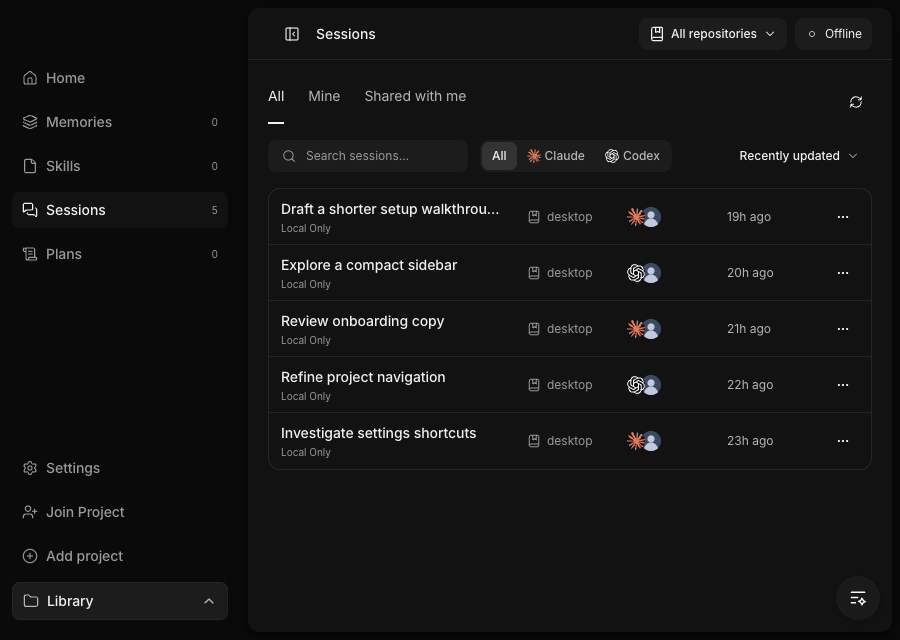 Sessions
All repositories
Offline
Home
Memories 0
Skills 0
Sessions 5
Plans 0
Settings
Join Project
Add project
Library
All Mine Shared with me
Search sessions...
All Claude Codex
Recently updated
Draft a shorter setup walkthrou...
Local Only
desktop
19h ago
Explore a compact sidebar
Local Only
desktop
20h ago
Review onboarding copy
Local Only
desktop
21h ago
Refine project navigation
Local Only
desktop
22h ago
Investigate settings shortcuts
Local Only
desktop
23h ago